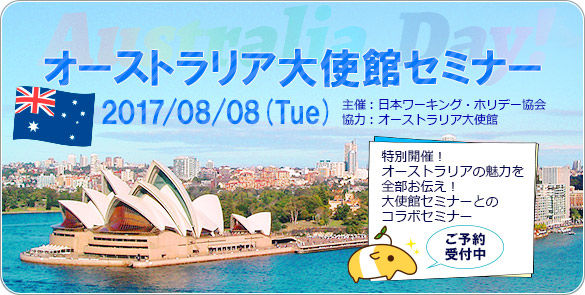 Australia Day!
オーストラリア大使館セミナー
2017/08/08(Tue)
主催：日本ワーキング・ホリデー協会
協力：オーストラリア大使館
特別開催！
オーストラリアの魅力を
全部お伝え！
大使館セミナーとの
コラボセミナー
ご予約
受付中